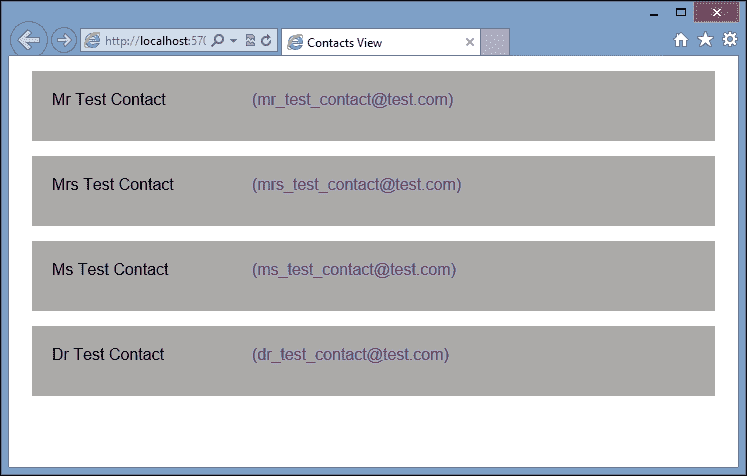 http://localhost:570
Contacts View
Mr Test Contact (mr_test_contact@test.com)
Mrs Test Contact (mrs_test_contact@test.com)
Ms Test Contact (ms_test_contact@test.com)
Dr Test Contact (dr_test_contact@test.com)